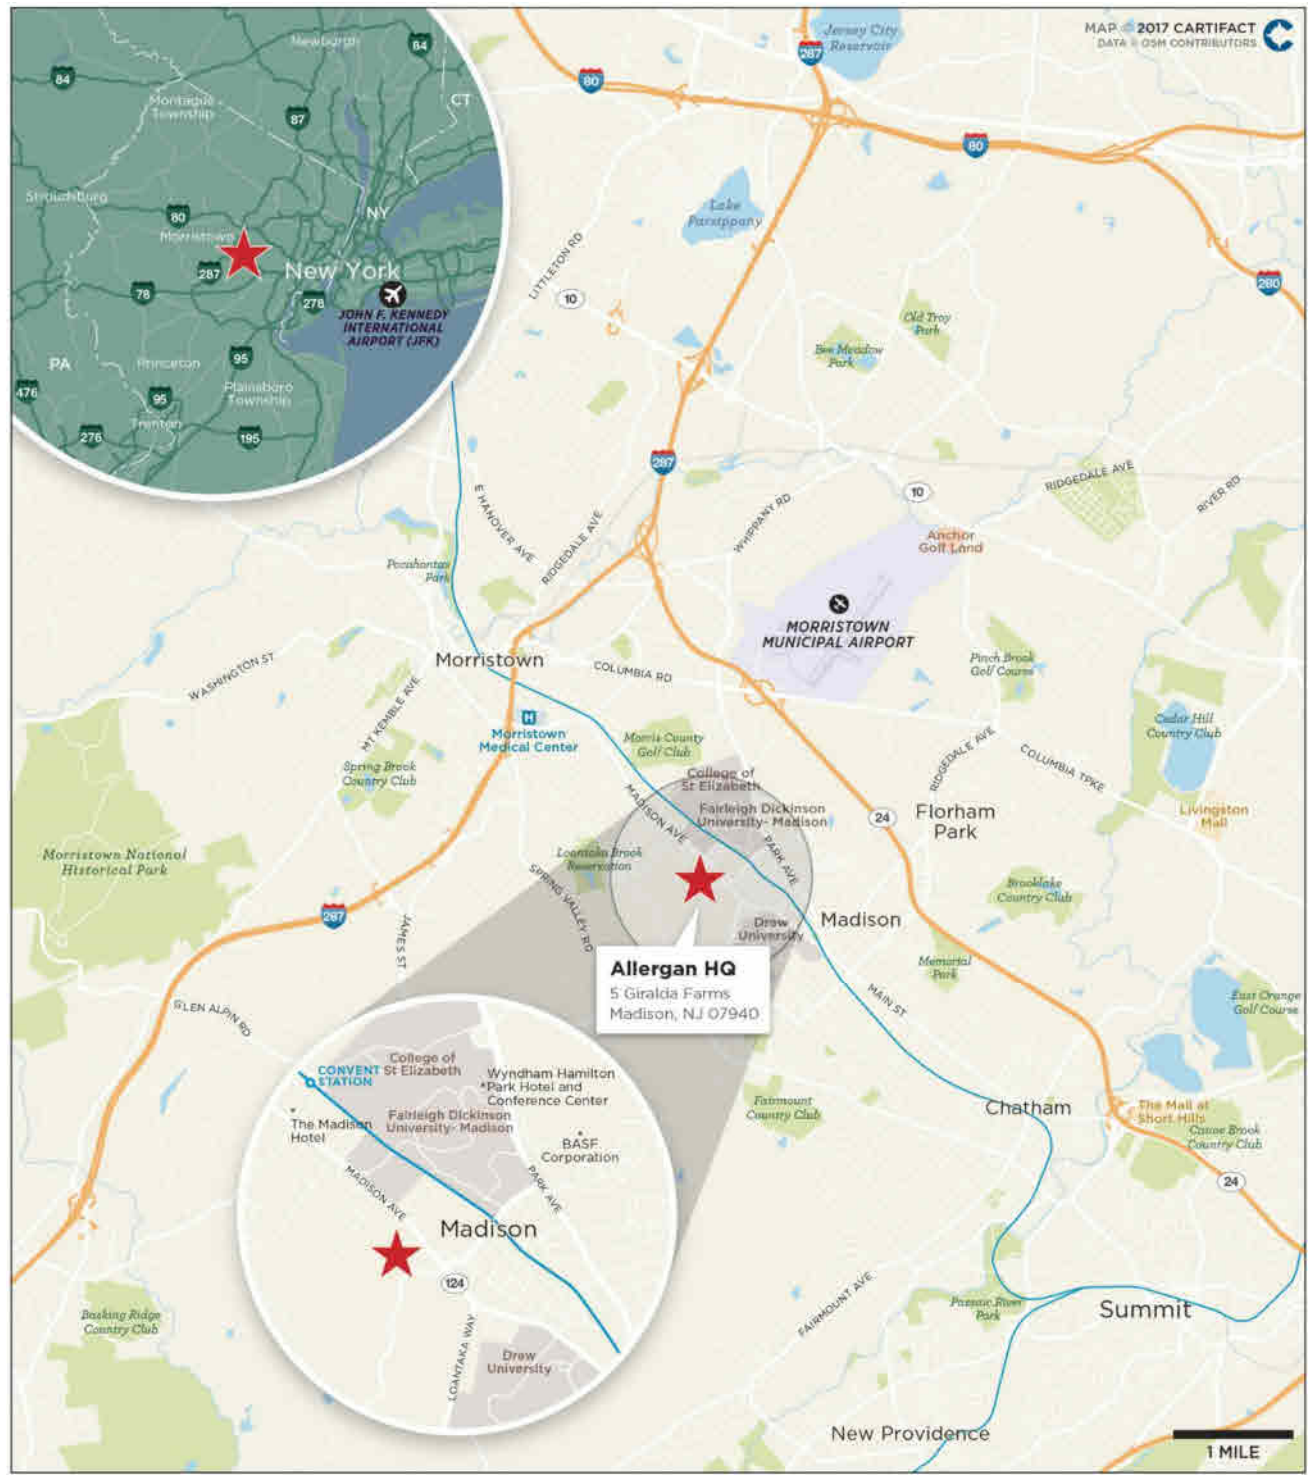 MAP © 2017 CARTIFACT
DATA © OSM CONTRIBUTORS
Newburgh
84
84
Montague
Township
87
CT
Stroudsburg
80
NY
Morristown
287
New York
78
278
JOHN F. KENNEDY
INTERNATIONAL
AIRPORT (JFK)
PA
Princeton
95
476
95
Plainsboro
Township
Trenton
276
195
Jersey City
Reservoir
287
80
80
Lake
Parsippany
LITTLETON RD
10
280
Old Troy
Park
Bee Meadow
Park
287
E HANOVER AVE
RIDGEDALE AVE
WHIPPANY RD
10
RIDGEDALE AVE
RIVER RD
Anchor
Golf Land
Pocahontas
Park
MORRISTOWN
MUNICIPAL AIRPORT
Morristown
COLUMBIA RD
WASHINGTON ST
MT KEMBLE AVE
Pinch Brook
Golf Course
H
Morristown
Medical Center
Morris County
Golf Club
Cedar Hill
Country Club
RIDGEDALE AVE
COLUMBIA TPKE
Spring Brook
Country Club
College of
St Elizabeth
MADISON AVE
Fairleigh Dickinson
University- Madison
24
Florham
Park
Livingston
Mall
PARK AVE
Morristown National
Historical Park
Loantaka Brook
Reservation
SPRING VALLEY RD
Brooklake
Country Club
287
JAMES ST
Drew
University
Madison
Memorial
Park
Allergan HQ
5 Giralda Farms
Madison, NJ 07940
MAIN ST
East Orange
Golf Course
GLEN ALPIN RD
CONVENT
STATION
College of
St Elizabeth
Wyndham Hamilton
Park Hotel and
Conference Center
The Madison
Hotel
Fairleigh Dickinson
University- Madison
BASF
Corporation
MADISON AVE
PARK AVE
Madison
124
LOANTAKA WAY
Drew
University
Fairmount
Country Club
Chatham
The Mall at
Short Hills
Canoe Brook
Country Club
24
FAIRMOUNT AVE
Passaic River
Park
Summit
Basking Ridge
Country Club
New Providence
1 MILE